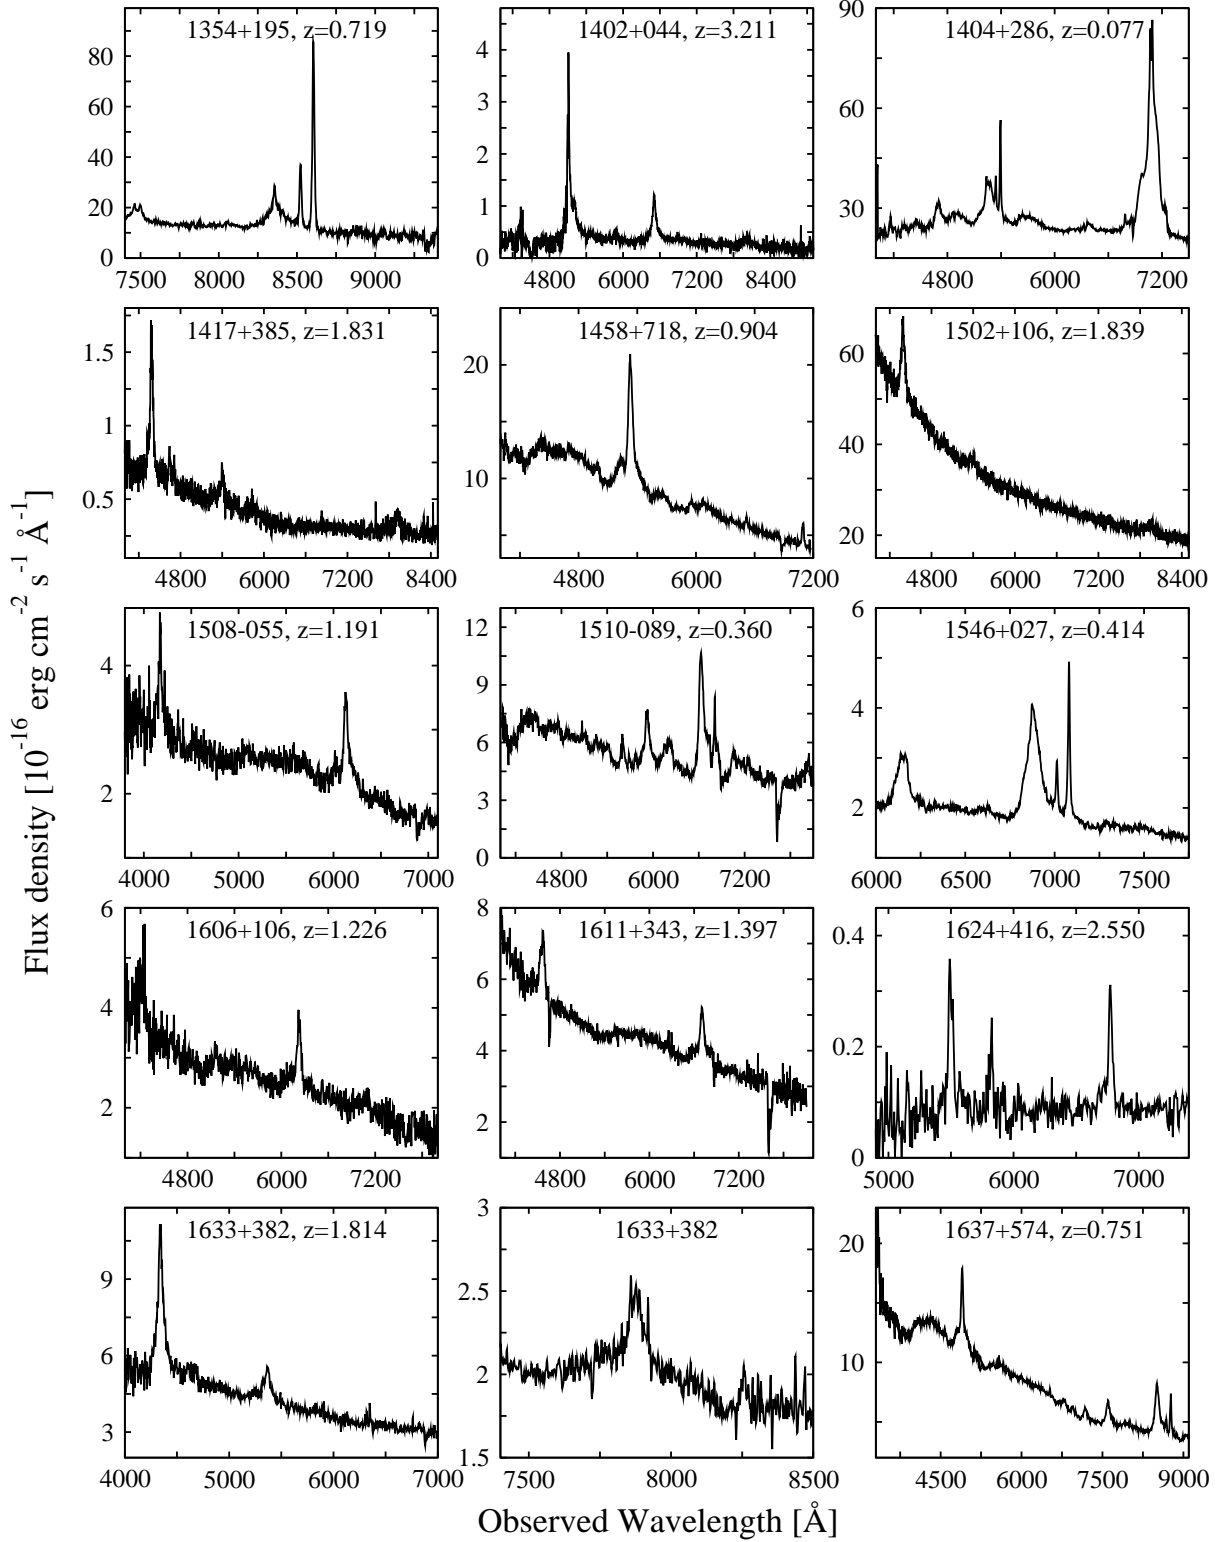 1354+195, z=0.719
80
60
40
20
0
7500 8000 8500 9000
1402+044, z=3.211
4
3
2
1
0
4800 6000 7200 8400
1404+286, z=0.077
90
60
30
4800 6000 7200
1417+385, z=1.831
1.5
1
0.5
4800 6000 7200 8400
1458+718, z=0.904
20
10
4800 6000 7200
1502+106, z=1.839
60
40
20
4800 6000 7200 8400
1508-055, z=1.191
4
2
4000 5000 6000 7000
1510-089, z=0.360
12
9
6
3
0
4800 6000 7200
1546+027, z=0.414
6
4
2
6000 6500 7000 7500
1606+106, z=1.226
6
4
2
4800 6000 7200
1611+343, z=1.397
8
6
4
2
4800 6000 7200
1624+416, z=2.550
0.4
0.2
0
5000 6000 7000
1633+382, z=1.814
9
6
3
4000 5000 6000 7000
1633+382
3
2.5
2
1.5
7500 8000 8500
1637+574, z=0.751
20
10
4500 6000 7500 9000
Flux density [10⁻¹⁶ erg cm⁻² s⁻¹ Å⁻¹]
Observed Wavelength [Å]